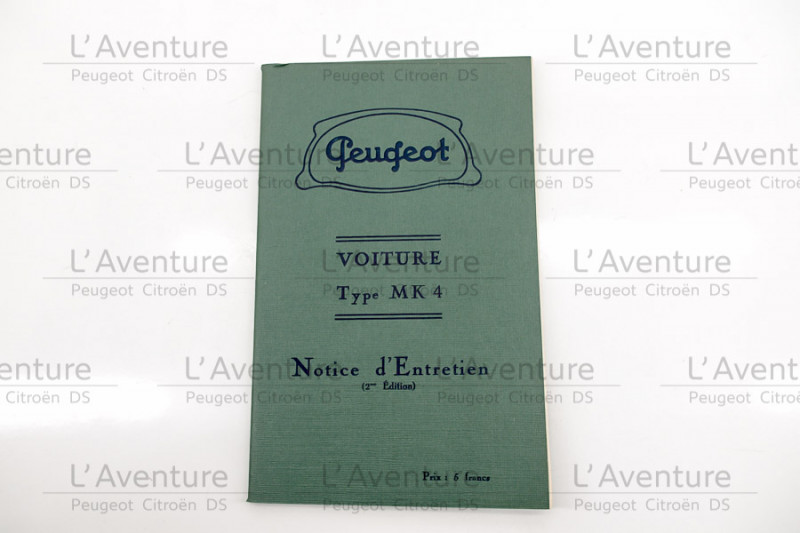 L'Aventure
Peugeot Citroën DS
Peugeot
VOITURE
Type MK 4
Notice d'Entretien
(2me Édition)
Prix : 6 francs